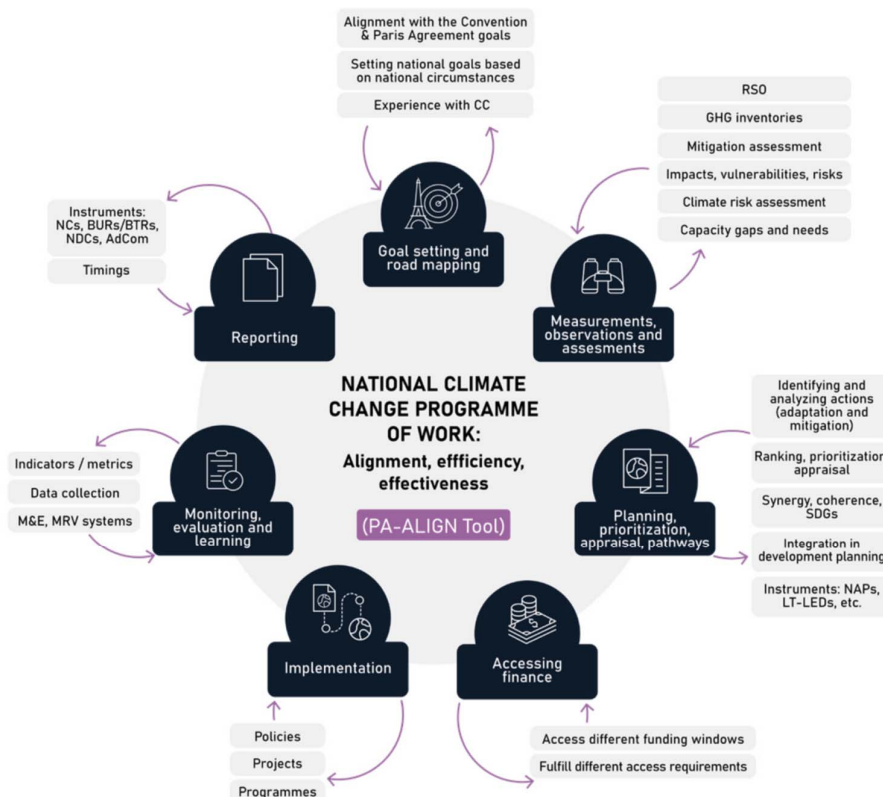 Alignment with the Convention
& Paris Agreement goals
Setting national goals based
on national circumstances
Experience with CC
Goal setting and
road mapping
RSO
GHG inventories
Mitigation assessment
Impacts, vulnerabilities, risks
Climate risk assessment
Capacity gaps and needs
Measurements,
observations and
assesments
Identifying and
analyzing actions
(adaptation and
mitigation)
Ranking, prioritization
appraisal
Synergy, coherence,
SDGs
Integration in
development planning
Instruments: NAPs,
LT-LEDs, etc.
Planning,
prioritization,
appraisal, pathways
Accessing
finance
Access different funding windows
Fulfill different access requirements
Implementation
Policies
Projects
Programmes
Monitoring,
evaluation and
learning
Indicators / metrics
Data collection
M&E, MRV systems
Reporting
Instruments:
NCs, BURs/BTRs,
NDCs, AdCom
Timings
NATIONAL CLIMATE
CHANGE PROGRAMME
OF WORK:
Alignment, effficiency,
effectiveness
(PA-ALIGN Tool)